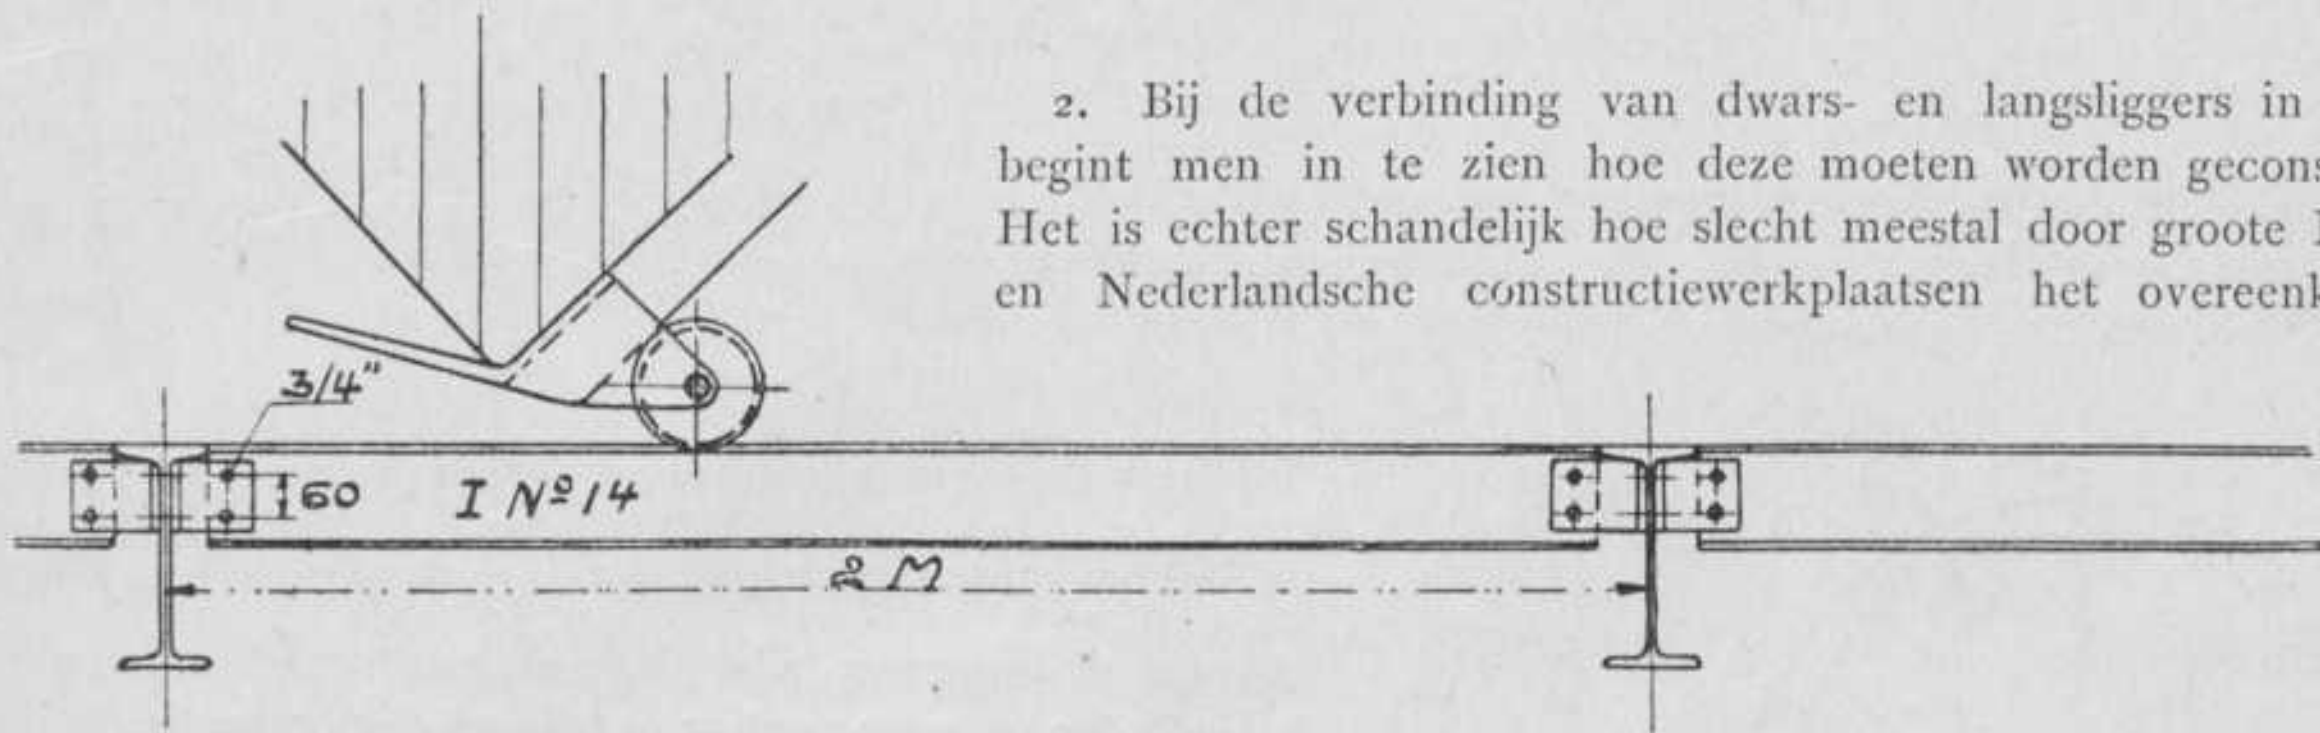 2. Bij de verbinding van dwars- en langsliggers in
begint men in te zien hoe deze moeten worden gecons
Het is echter schandelijk hoe slecht meestal door groote
en Nederlandsche constructiewerkplaatsen het overeenk
3/4"
60
I Nº 14
2 M